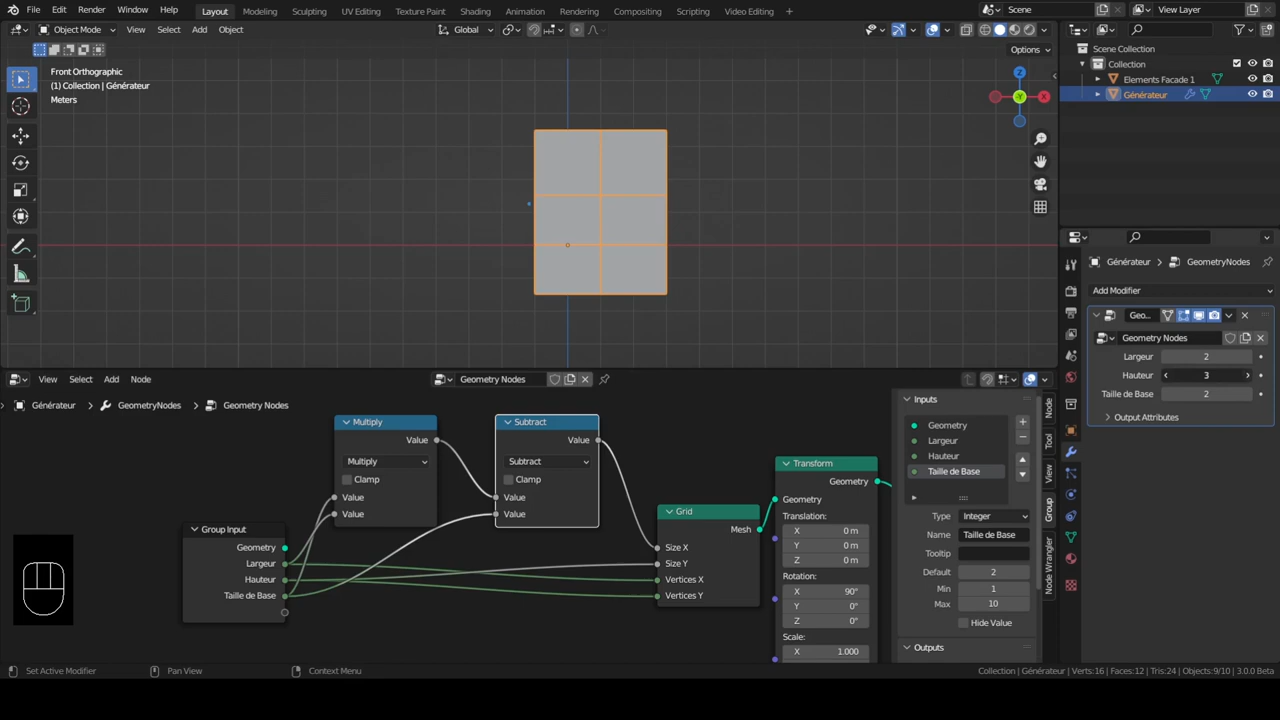 File Edit Render Window Help Layout Modeling Sculpting UV Editing Texture Paint Shading Animation Rendering Compositing Scripting Video Editing + Scene View Layer
Object Mode View Select Add Object Global
Options
Front Orthographic
(1) Collection | Générateur
Meters
Z
Y
X
Scene Collection
Collection
Elements Facade 1
Générateur
Générateur > GeometryNodes
Add Modifier
Geo...
Geometry Nodes
Largeur 2
Hauteur 3
Taille de Base 2
Output Attributes
View Select Add Node Geometry Nodes
Générateur > GeometryNodes > Geometry Nodes
Multiply
Value
Multiply
Clamp
Value
Value
Subtract
Value
Subtract
Clamp
Value
Value
Group Input
Geometry
Largeur
Hauteur
Taille de Base
Grid
Mesh
Size X
Size Y
Vertices X
Vertices Y
Transform
Geometry
Geometry
Translation:
X 0 m
Y 0 m
Z 0 m
Rotation:
X 90°
Y 0°
Z 0°
Scale:
X 1.000
Inputs
Geometry
Largeur
Hauteur
Taille de Base
Type Integer
Name Taille de Base
Tooltip
Default 2
Min 1
Max 10
Hide Value
Outputs
Node
Tool
View
Group
Node Wrangler
Set Active Modifier Pan View Context Menu Collection | Générateur | Verts:16 | Faces:12 | Tris:24 | Objects:9/10 | 3.0.0 Beta